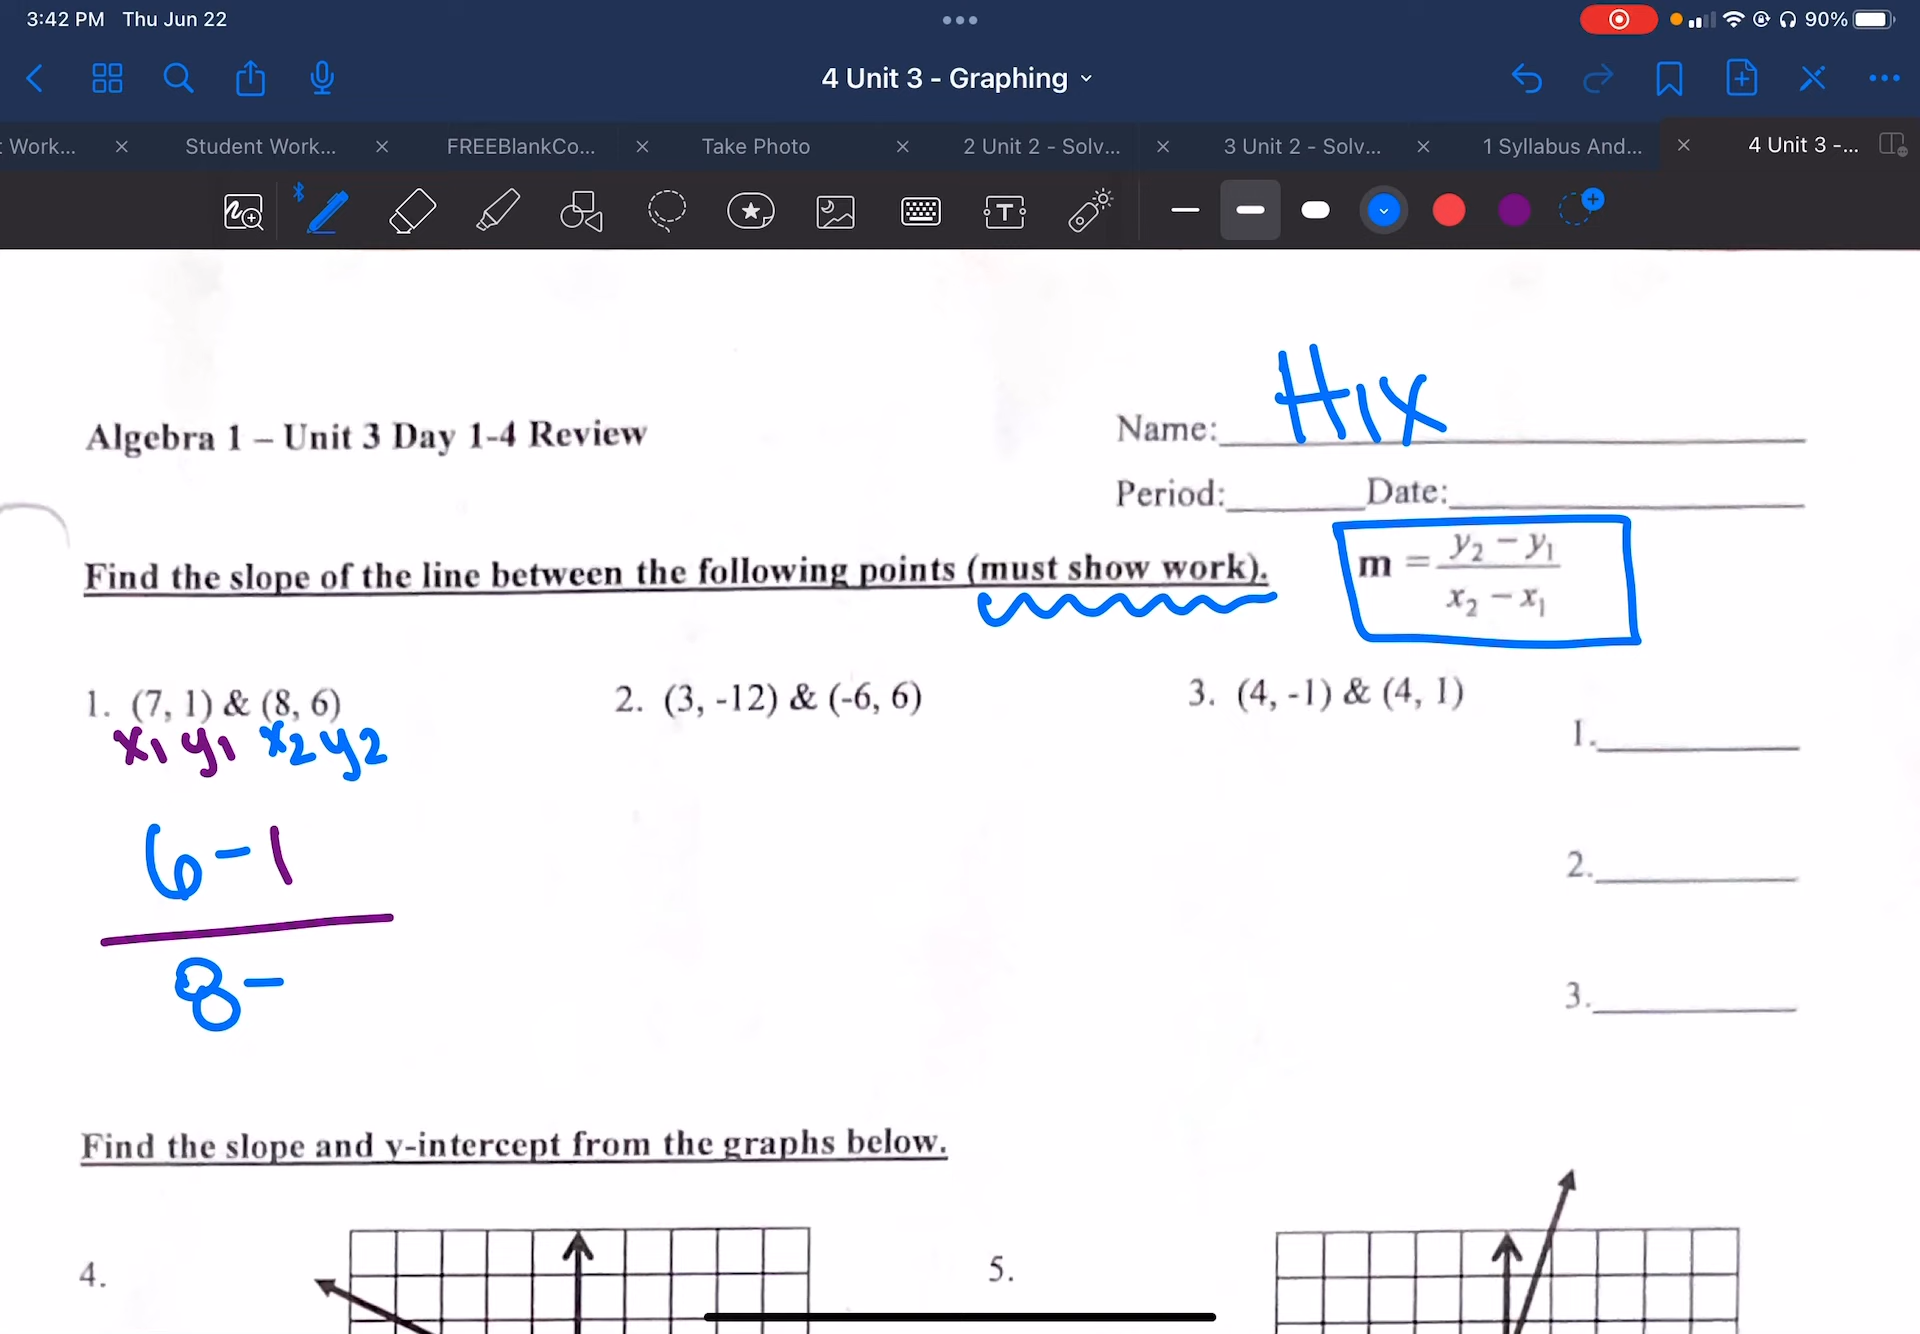 3:42 PM Thu Jun 22
90%
4 Unit 3 - Graphing
: Work...
Student Work...
FREEBlankCo...
Take Photo
2 Unit 2 - Solv...
3 Unit 2 - Solv...
1 Syllabus And...
4 Unit 3 -...
Algebra 1 – Unit 3 Day 1-4 Review
Name: Hix
Period: Date:
Find the slope of the line between the following points (must show work).
m = y₂ − y₁
x₂ − x₁
1. (7, 1) & (8, 6)
2. (3, -12) & (-6, 6)
3. (4, -1) & (4, 1)
x₁ y₁ x₂ y₂
1.
6 - 1
2.
8 -
3.
Find the slope and y-intercept from the graphs below.
4.
5.